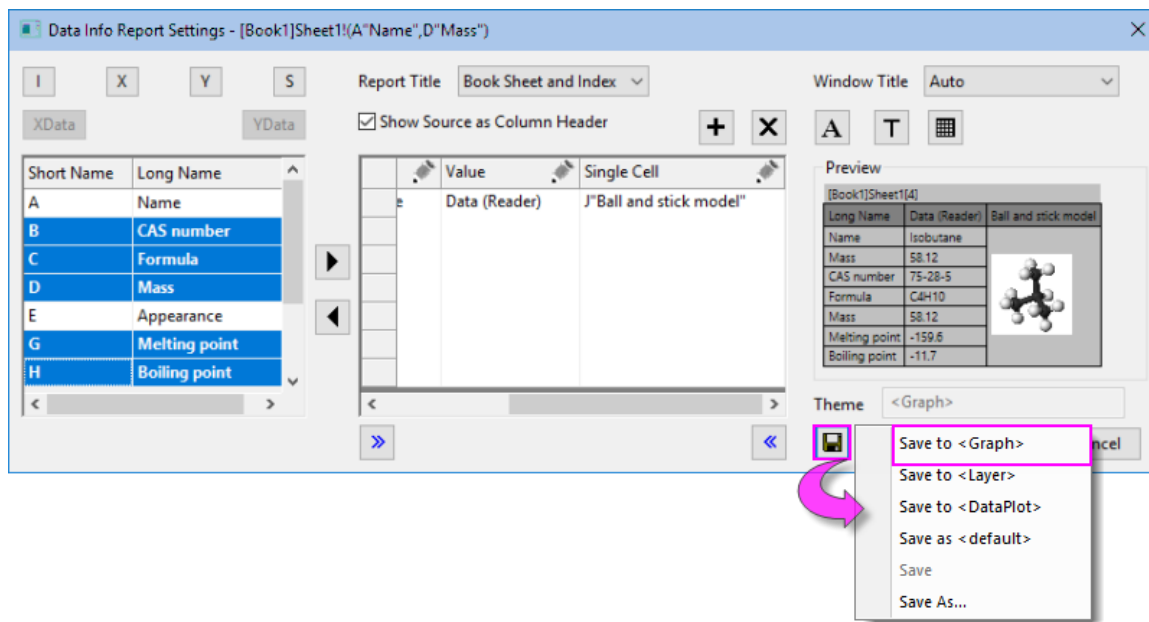 Data Info Report Settings - [Book1]Sheet1!(A"Name",D"Mass")
I X Y S
XData YData
Short Name Long Name
A Name
B CAS number
C Formula
D Mass
E Appearance
G Melting point
H Boiling point
Report Title Book Sheet and Index
Show Source as Column Header
Value Single Cell
e Data (Reader) J"Ball and stick model"
Window Title Auto
A T
Preview
[Book1]Sheet1[4]
Long Name Data (Reader) Ball and stick model
Name Isobutane
Mass 58.12
CAS number 75-28-5
Formula C4H10
Mass 58.12
Melting point -159.6
Boiling point -11.7
Theme <Graph>
ncel
Save to <Graph>
Save to <Layer>
Save to <DataPlot>
Save as <default>
Save
Save As...